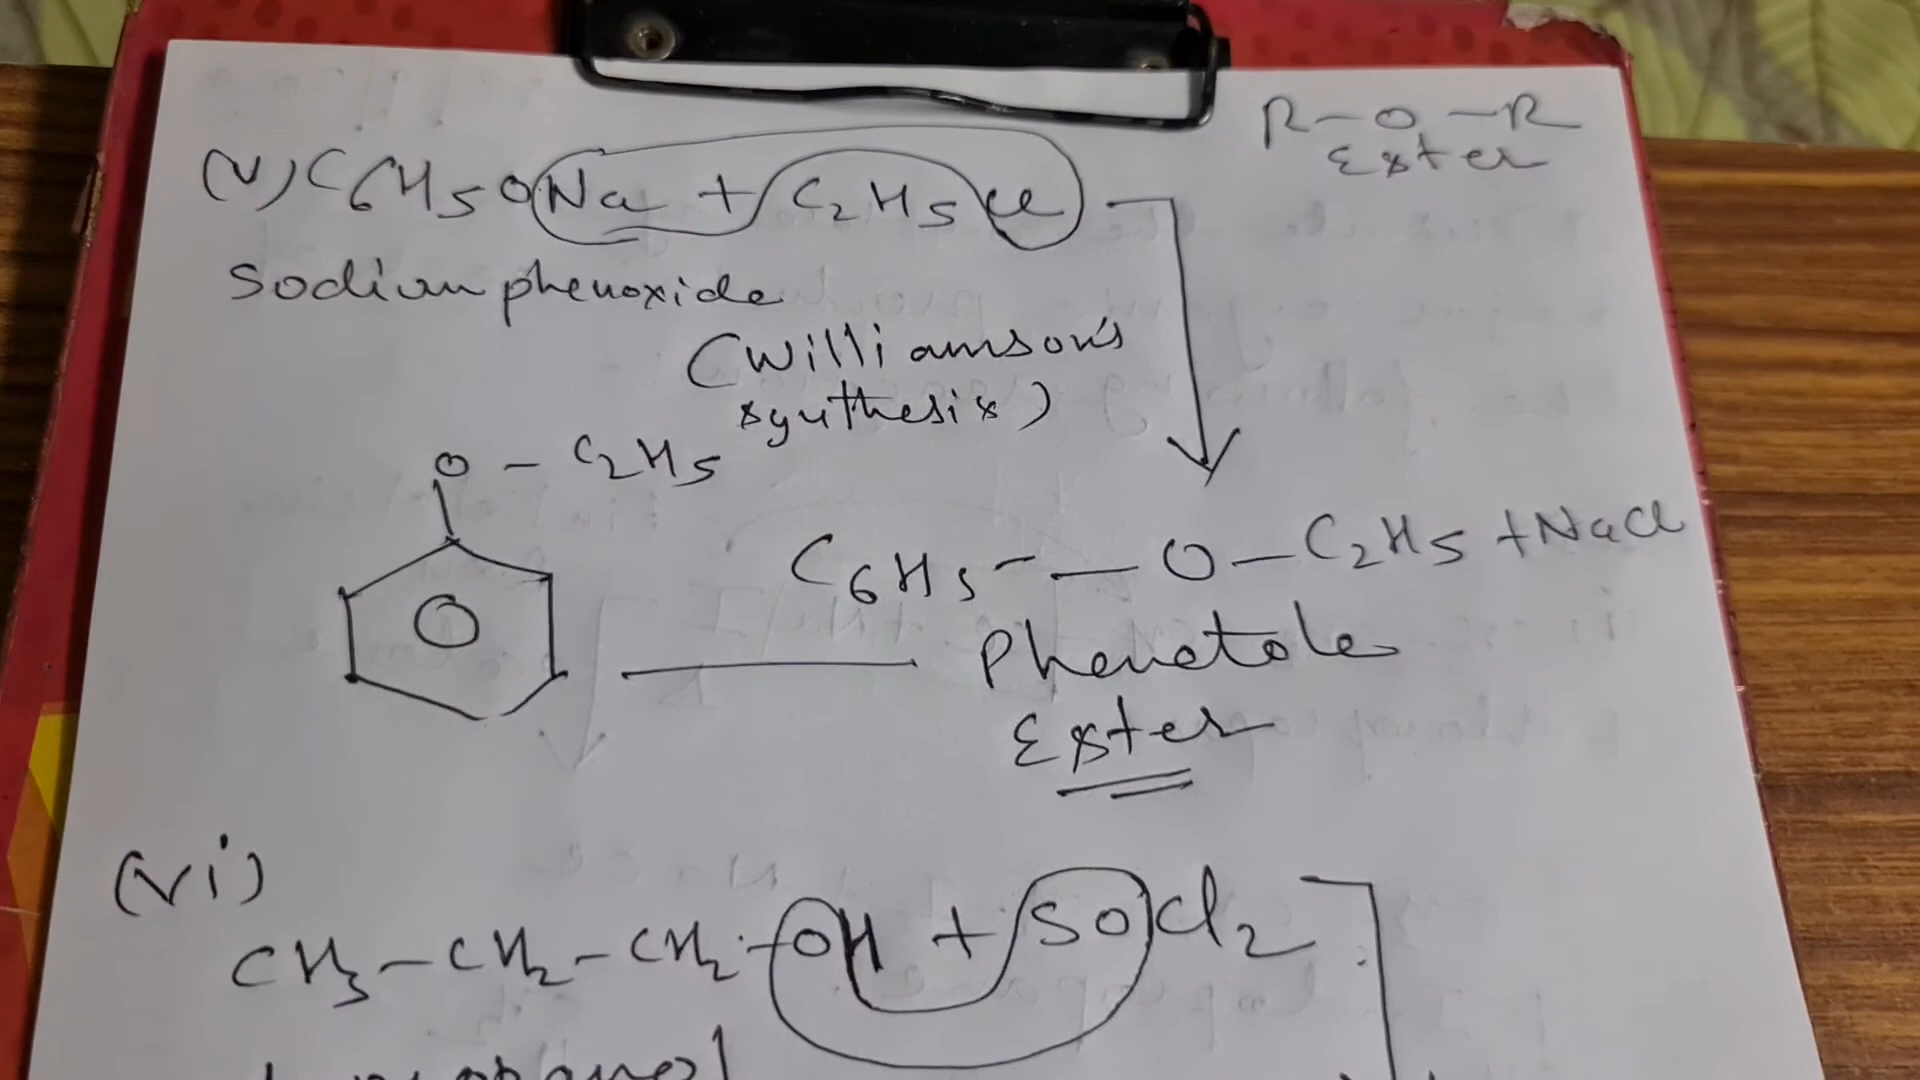 R-O-R
Ester
(V) C6H5ONa + C2H5Cl
Sodium phenoxide
(Williamson's
synthesis)
O - C2H5
C6H5 - O - C2H5 + NaCl
Phenetole
Ester
(vi)
CH3 - CH2 - CH2 - OH + SOCl2